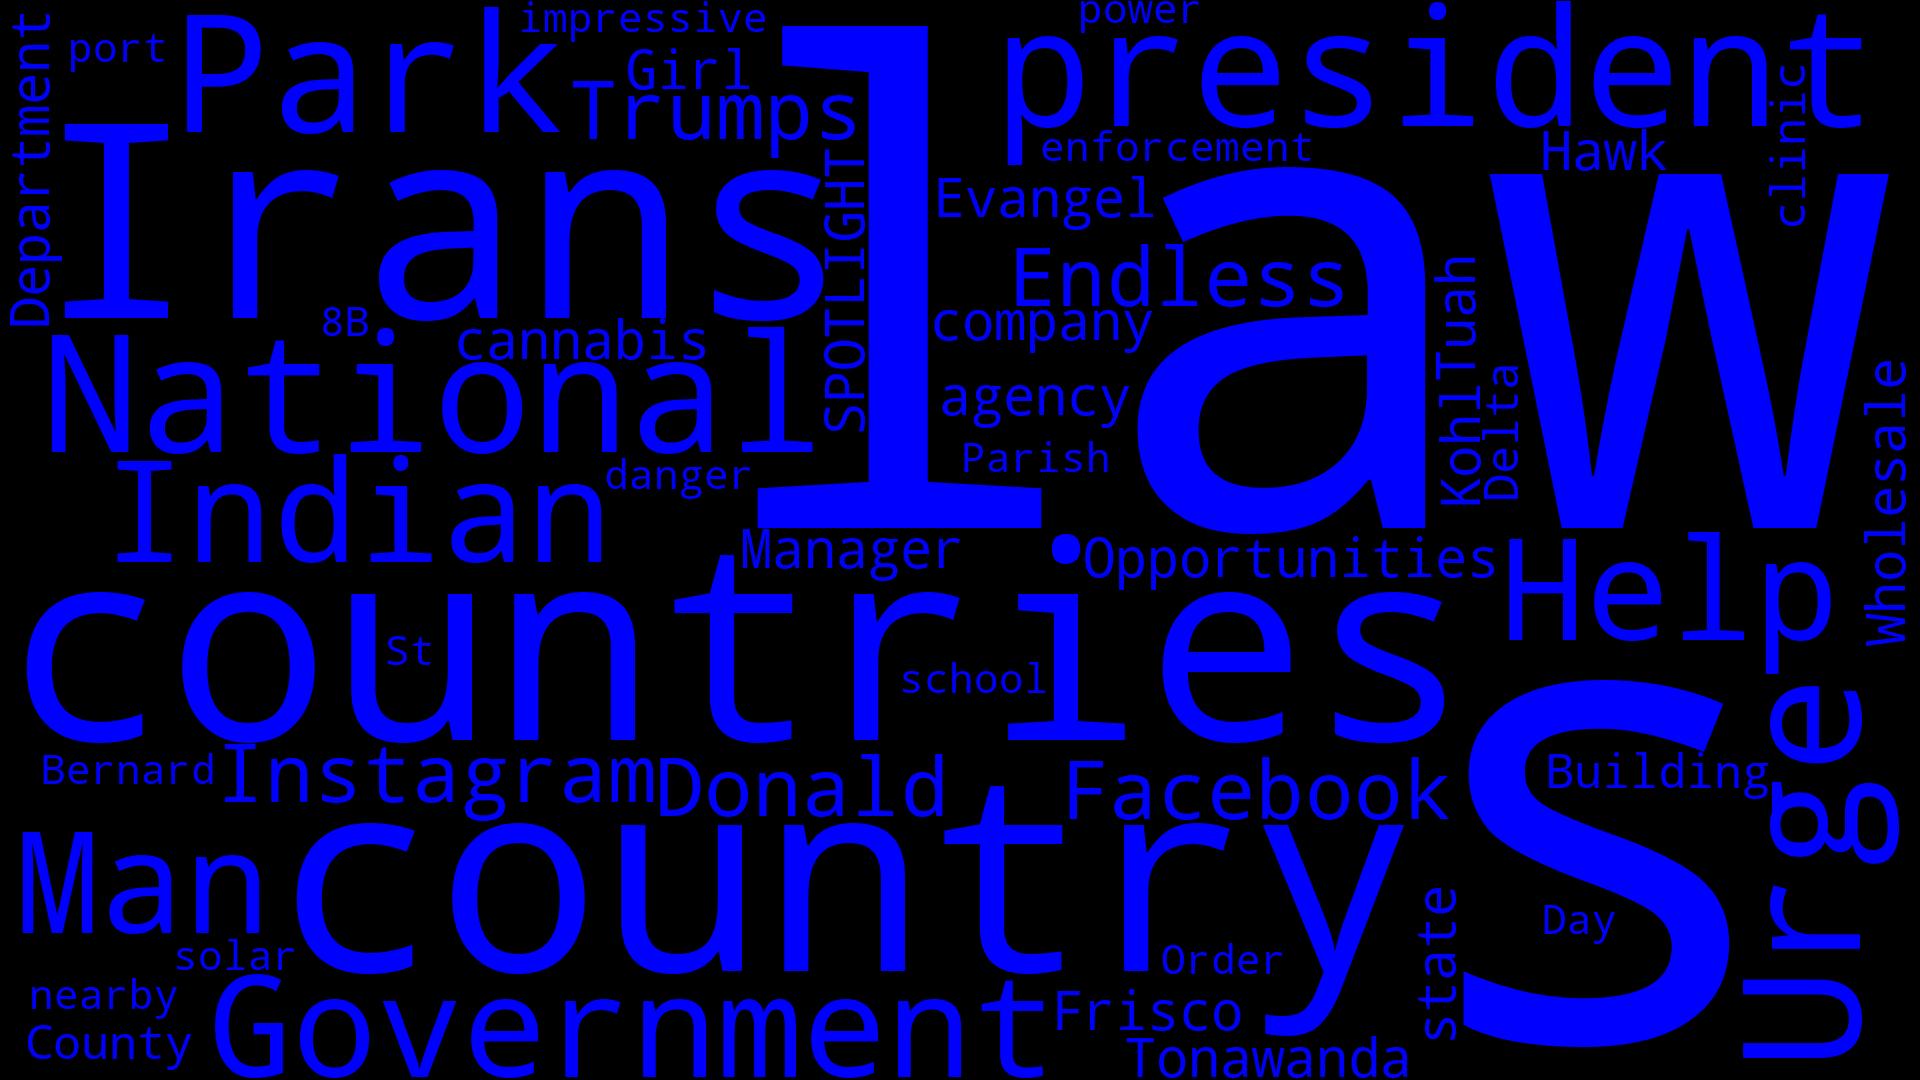 impressive
power
port
Park
Girl
president
Department
Trumps
law
enforcement
Hawk
clinic
Irans
SPOTLIGHT
Evangel
Endless
8B
cannabis
company
KohlTuah
National
agency
Delta
Wholesale
Indian
danger
Parish
Manager
Opportunities
Help
countries
St
school
s
Urge
Bernard
Instagram
Donald
Facebook
Building
Man
country
state
Day
solar
Order
nearby
Government
Frisco
County
Tonawanda
g